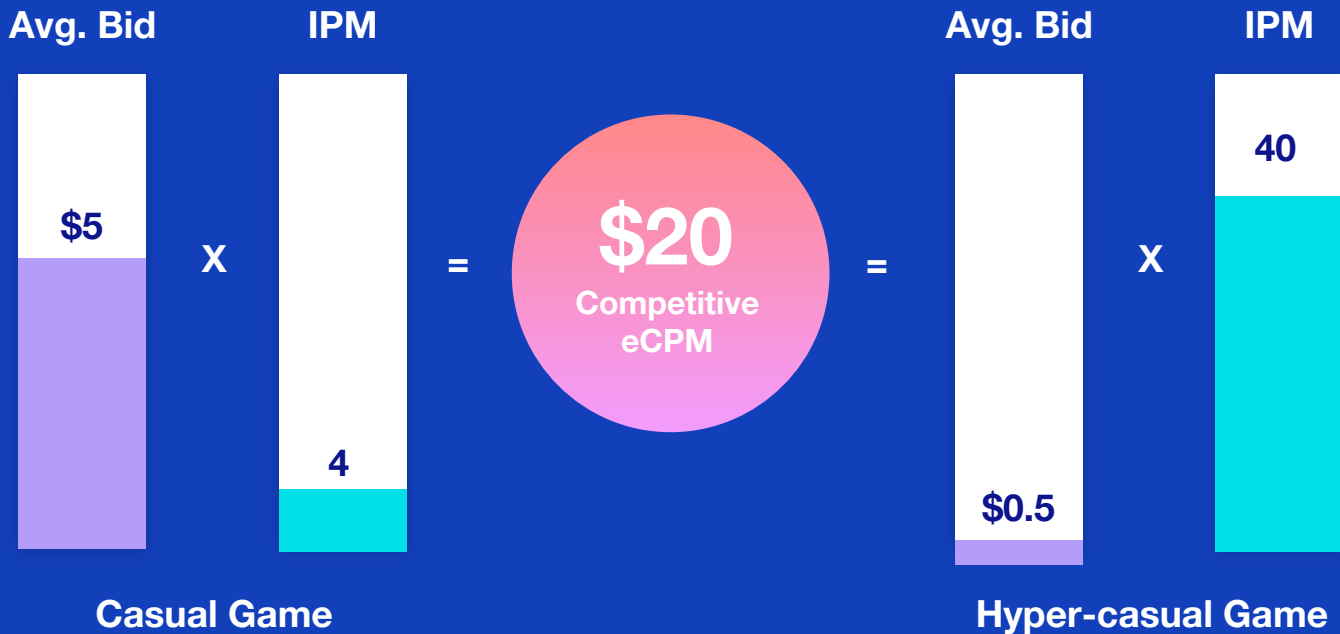 Avg. Bid
IPM
$5
X
4
=
$20
Competitive
eCPM
=
Avg. Bid
IPM
$0.5
X
40
Casual Game
Hyper-casual Game